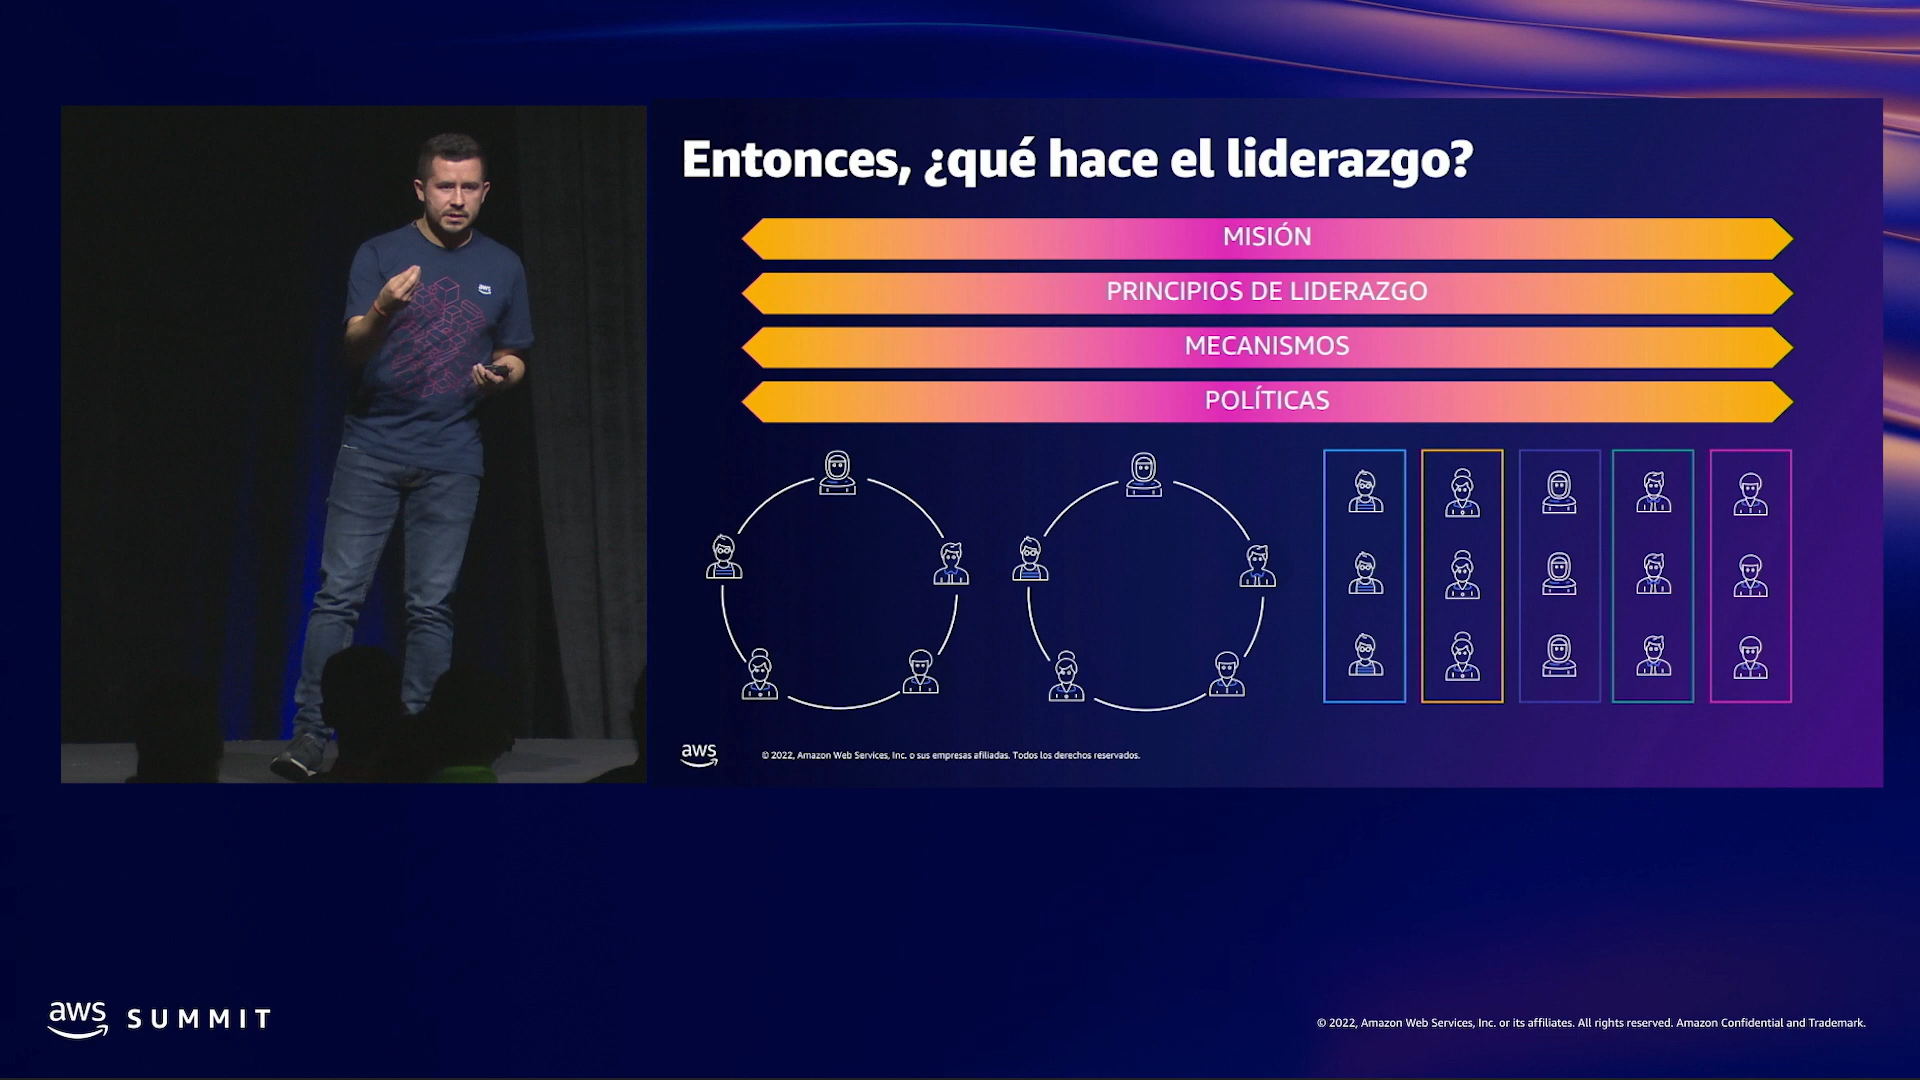 Entonces, ¿qué hace el liderazgo?
MISIÓN
PRINCIPIOS DE LIDERAZGO
MECANISMOS
POLÍTICAS
aws
aws
© 2022, Amazon Web Services, Inc. o sus empresas afiliadas. Todos los derechos reservados.
aws SUMMIT
© 2022, Amazon Web Services, Inc. or its affiliates. All rights reserved. Amazon Confidential and Trademark.